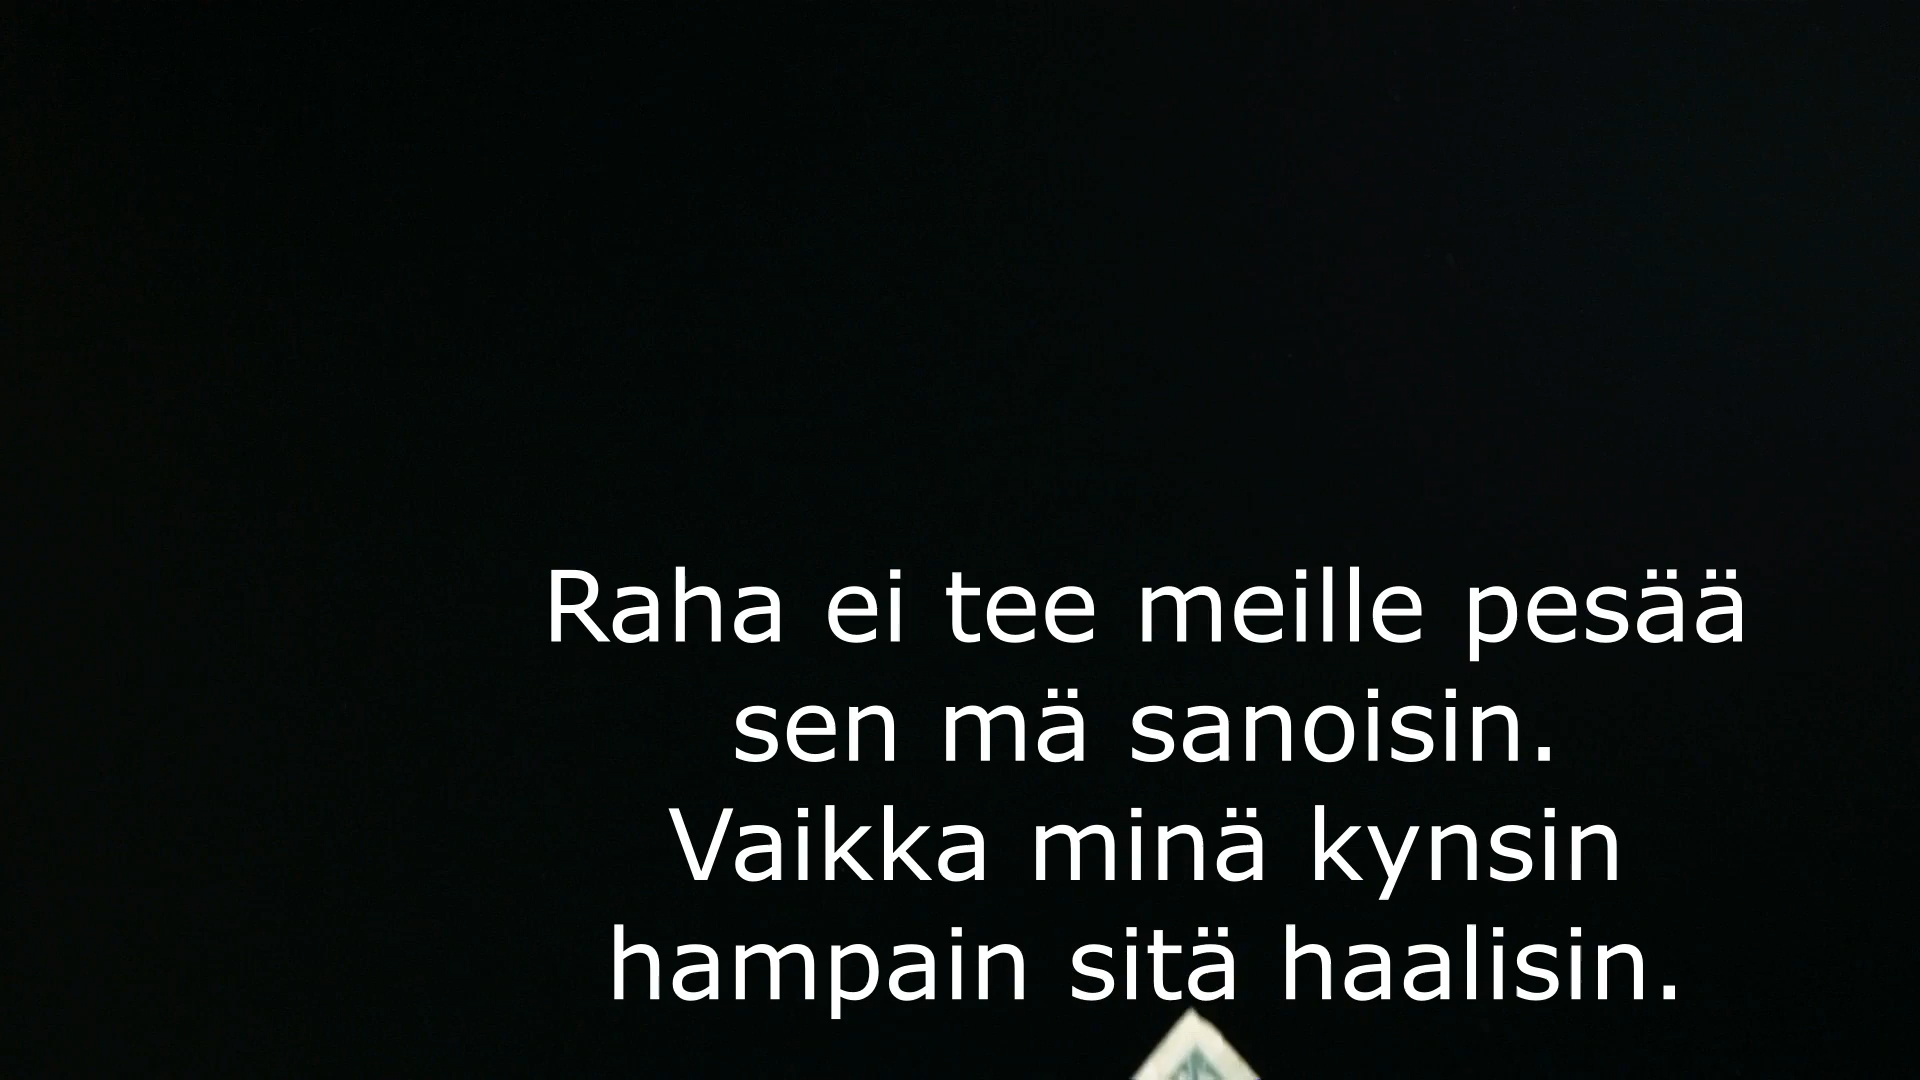 Raha ei tee meille pesää
sen mä sanoisin.
Vaikka minä kynsin
hampain sitä haalisin.